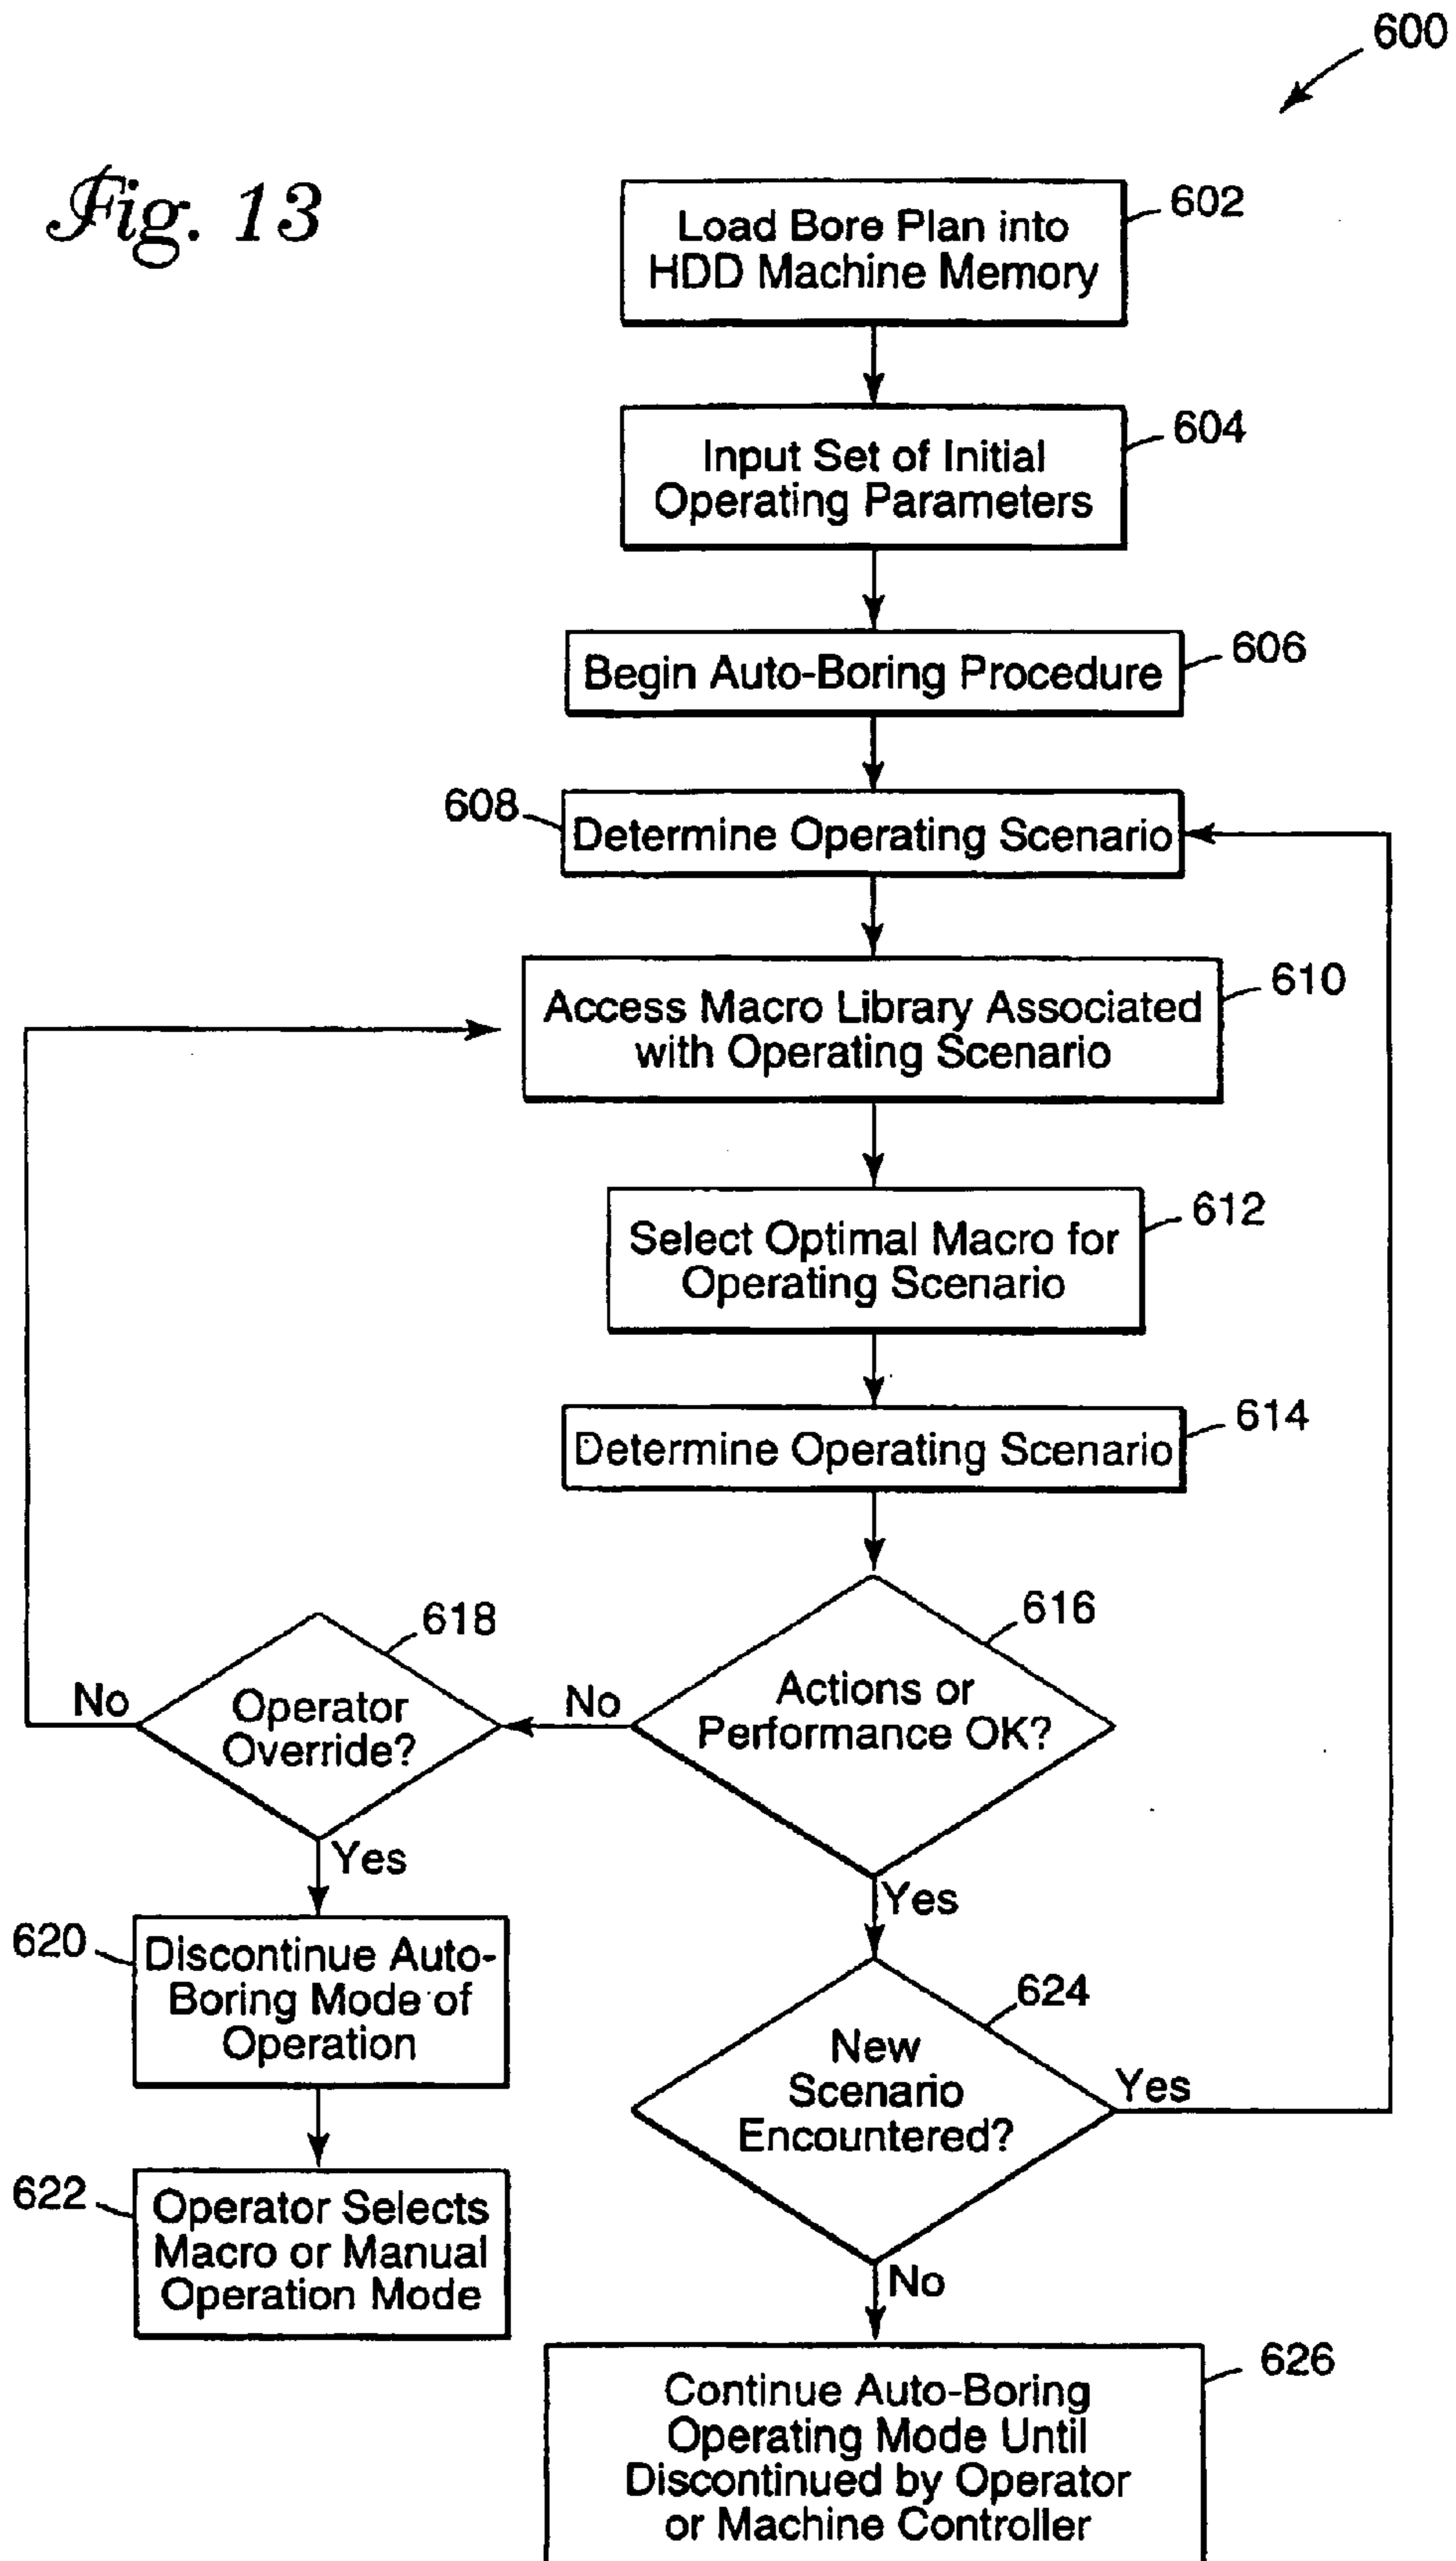 600
Fig. 13
Load Bore Plan into
HDD Machine Memory
602
Input Set of Initial
Operating Parameters
604
Begin Auto-Boring Procedure
606
608
Determine Operating Scenario
Access Macro Library Associated
with Operating Scenario
610
Select Optimal Macro for
Operating Scenario
612
Determine Operating Scenario
614
616
Actions or
Performance OK?
No
618
Operator
Override?
No
Yes
620
Discontinue Auto-
Boring Mode of
Operation
622
Operator Selects
Macro or Manual
Operation Mode
Yes
624
New
Scenario
Encountered?
Yes
No
626
Continue Auto-Boring
Operating Mode Until
Discontinued by Operator
or Machine Controller